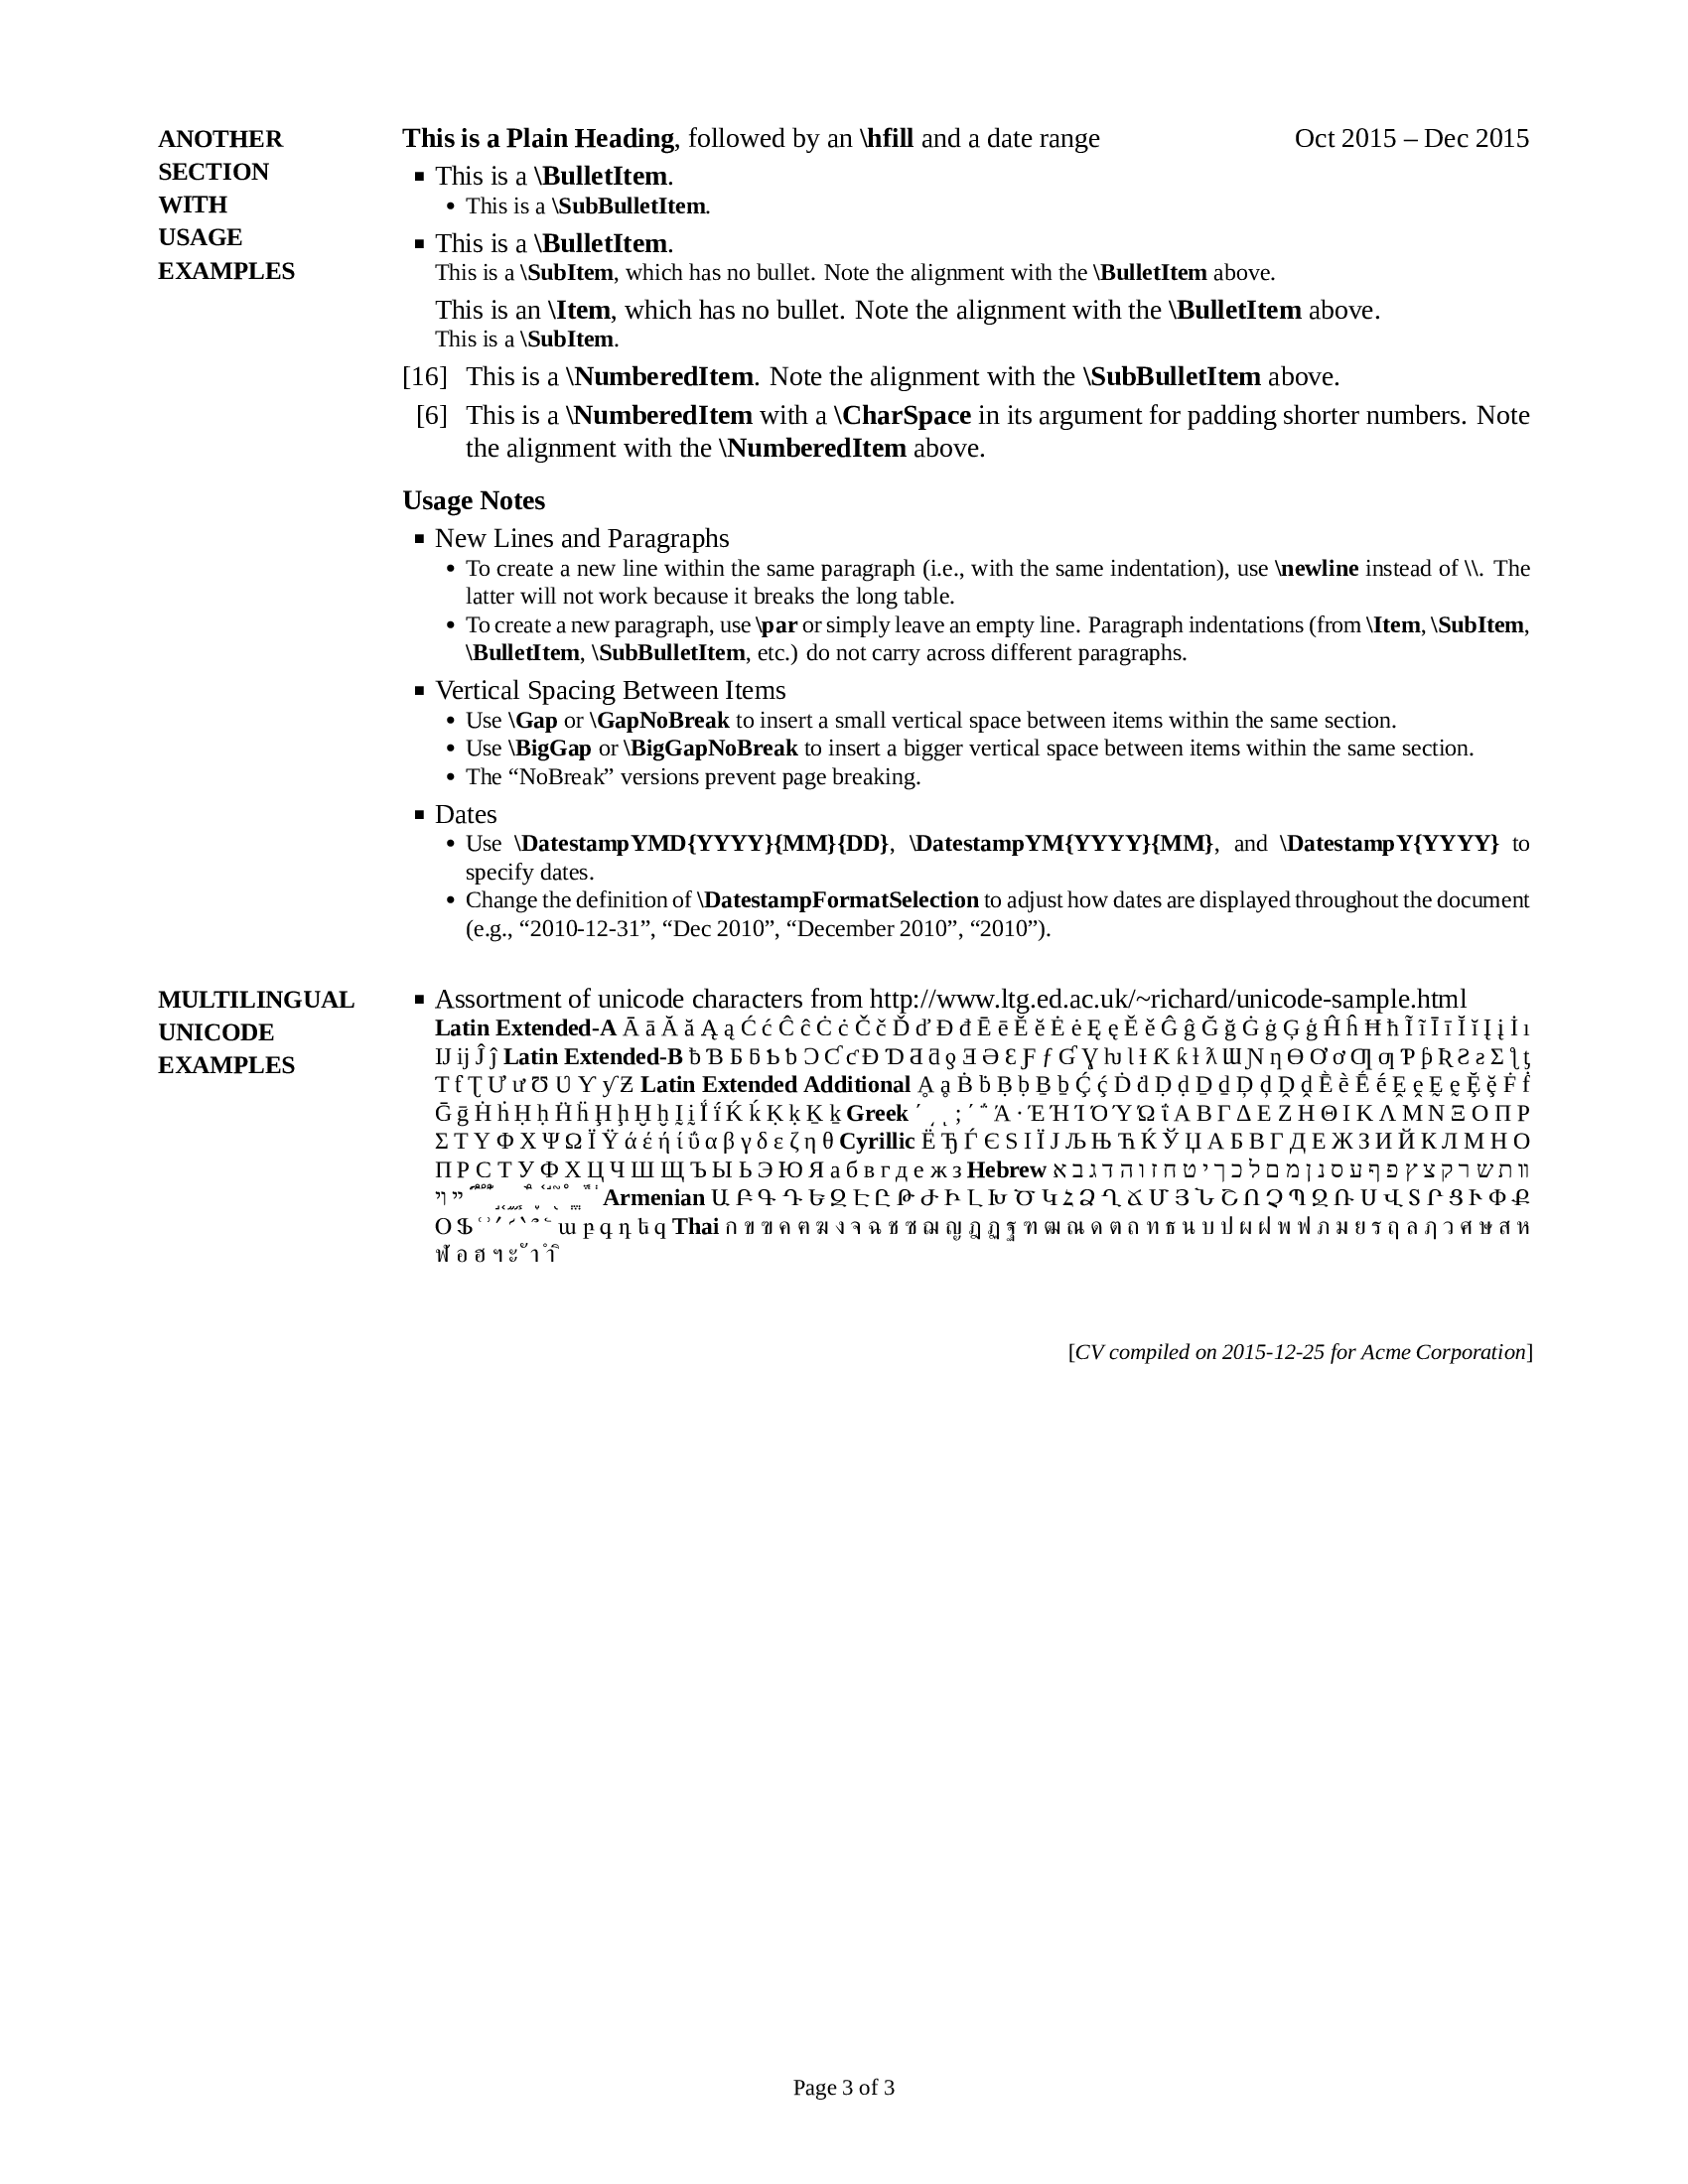 ANOTHER
SECTION
WITH
USAGE
EXAMPLES
This is a Plain Heading, followed by an \hfill and a date range Oct 2015 – Dec 2015
▪ This is a \BulletItem.
• This is a \SubBulletItem.
▪ This is a \BulletItem.
This is a \SubItem, which has no bullet. Note the alignment with the \BulletItem above.
This is an \Item, which has no bullet. Note the alignment with the \BulletItem above.
This is a \SubItem.
[16] This is a \NumberedItem. Note the alignment with the \SubBulletItem above.
[6] This is a \NumberedItem with a \CharSpace in its argument for padding shorter numbers. Note
the alignment with the \NumberedItem above.
Usage Notes
▪ New Lines and Paragraphs
• To create a new line within the same paragraph (i.e., with the same indentation), use \newline instead of \\. The
latter will not work because it breaks the long table.
• To create a new paragraph, use \par or simply leave an empty line. Paragraph indentations (from \Item, \SubItem,
\BulletItem, \SubBulletItem, etc.) do not carry across different paragraphs.
▪ Vertical Spacing Between Items
• Use \Gap or \GapNoBreak to insert a small vertical space between items within the same section.
• Use \BigGap or \BigGapNoBreak to insert a bigger vertical space between items within the same section.
• The “NoBreak” versions prevent page breaking.
▪ Dates
• Use \DatestampYMD{YYYY}{MM}{DD}, \DatestampYM{YYYY}{MM}, and \DatestampY{YYYY} to
specify dates.
• Change the definition of \DatestampFormatSelection to adjust how dates are displayed throughout the document
(e.g., “2010-12-31”, “Dec 2010”, “December 2010”, “2010”).
MULTILINGUAL
UNICODE
EXAMPLES
▪ Assortment of unicode characters from http://www.ltg.ed.ac.uk/~richard/unicode-sample.html
Latin Extended-A Ā ā Ă ă Ą ą Ć ć Ĉ ĉ Ċ ċ Č č Ď ď Đ đ Ē ē Ĕ ĕ Ė ė Ę ę Ě ě Ĝ ĝ Ğ ğ Ġ ġ Ģ ģ Ĥ ĥ Ħ ħ Ĩ ĩ Ī ī Ĭ ĭ Į į İ ı
Ĳ ĳ Ĵ ĵ Latin Extended-B ƀ Ɓ Ƃ ƃ Ƅ ƅ Ɔ Ƈ ƈ Ɖ Ɗ Ƌ ƌ ƍ Ǝ Ə Ɛ Ƒ ƒ Ɠ Ɣ ƕ Ɩ Ɨ Ƙ ƙ ƚ ƛ Ɯ Ɲ ƞ Ɵ Ơ ơ Ƣ ƣ Ƥ ƥ Ʀ Ƨ ƨ Ʃ ƪ ƫ
Ƭ ƭ Ʈ Ư ư Ʊ Ʋ Ƴ ƴ Ƶ Latin Extended Additional Ḁ ḁ Ḃ ḃ Ḅ ḅ Ḇ ḇ Ḉ ḉ Ḋ ḋ Ḍ ḍ Ḏ ḏ Ḑ ḑ Ḓ ḓ Ḕ ḕ Ḗ ḗ Ḙ ḙ Ḛ ḛ Ḝ ḝ Ḟ ḟ
Ḡ ḡ Ḣ ḣ Ḥ ḥ Ḧ ḧ Ḩ ḩ Ḫ ḫ Ḭ ḭ Ḯ ḯ Ḱ ḱ Ḳ ḳ Ḵ ḵ Greek ʹ ͵ ͺ ; ΄ ΅ Ά · Έ Ή Ί Ό Ύ Ώ ΐ Α Β Γ Δ Ε Ζ Η Θ Ι Κ Λ Μ Ν Ξ Ο Π Ρ
Σ Τ Υ Φ Χ Ψ Ω Ϊ Ϋ ά έ ή ί ΰ α β γ δ ε ζ η θ Cyrillic Ё Ђ Ѓ Є Ѕ І Ї Ј Љ Њ Ћ Ќ Ў Џ А Б В Г Д Е Ж З И Й К Л М Н О
П Р С Т У Ф Х Ц Ч Ш Щ Ъ Ы Ь Э Ю Я а б в г д е ж з Hebrew א ב ג ד ה ו ז ח ט י ך כ ל ם מ ן נ ס ע ף פ ץ צ ק ר ש ת װ
ױ ײ Armenian Ա Բ Գ Դ Ե Զ Է Ը Թ Ժ Ի Լ Խ Ծ Կ Հ Ձ Ղ Ճ Մ Յ Ն Շ Ո Չ Պ Ջ Ռ Ս Վ Տ Ր Ց Ւ Փ Ք
Օ Ֆ ՙ ՚ ՛ ՜ ՝ ՞ ՟ ա բ գ դ ե զ Thai ก ข ฃ ค ฅ ฆ ง จ ฉ ช ซ ฌ ญ ฎ ฏ ฐ ฑ ฒ ณ ด ต ถ ท ธ น บ ป ผ ฝ พ ฟ ภ ม ย ร ฤ ล ฦ ว ศ ษ ส ห
ฬ อ ฮ ฯ ะ ั า ำ ิ
[CV compiled on 2015-12-25 for Acme Corporation]
Page 3 of 3